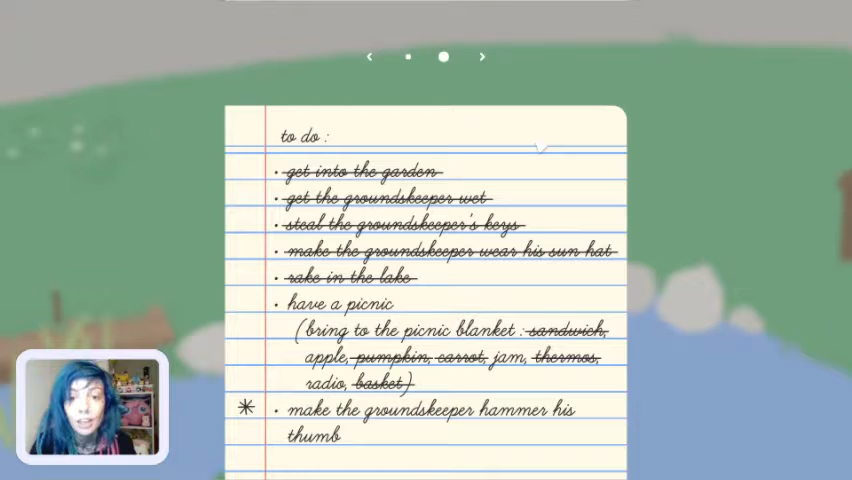 to do :
• get into the garden
• get the groundskeeper wet
• steal the groundskeeper's keys
• make the groundskeeper wear his sun hat
• rake in the lake
• have a picnic
(bring to the picnic blanket : sandwich,
apple, pumpkin, carrot, jam, thermos,
radio, basket)
* • make the groundskeeper hammer his
thumb